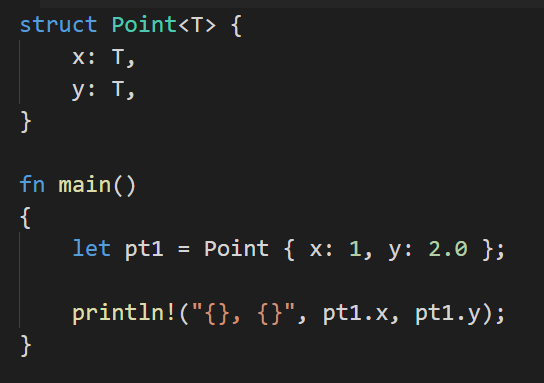 struct Point<T> {
    x: T,
    y: T,
}

fn main()
{
    let pt1 = Point { x: 1, y: 2.0 };

    println!("{}, {}", pt1.x, pt1.y);
}